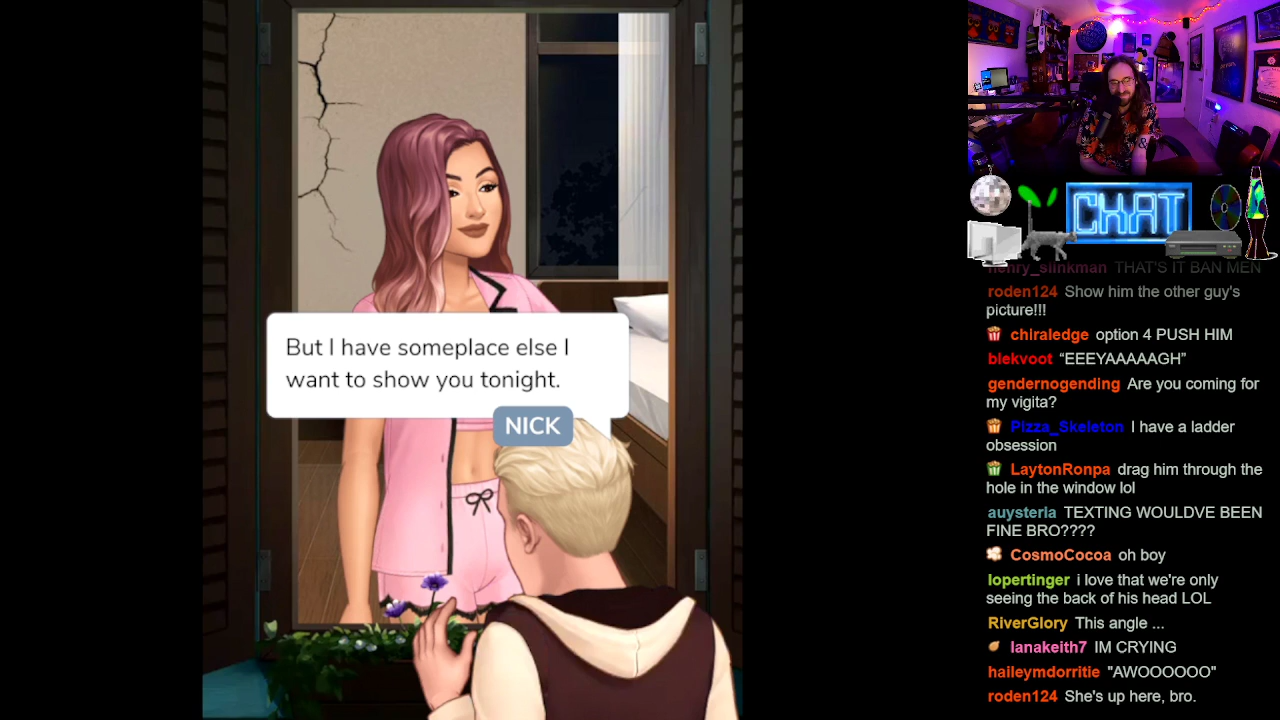 But I have someplace else I
want to show you tonight.
NICK
CHAT
henry_slinkman THAT'S IT BAN MEN
roden124 Show him the other guy's
picture!!!
chiraledge option 4 PUSH HIM
blekvoot “EEEYAAAAAGH”
gendernogending Are you coming for
my vigita?
Pizza_Skeleton I have a ladder
obsession
LaytonRonpa drag him through the
hole in the window lol
auysteria TEXTING WOULDVE BEEN
FINE BRO????
CosmoCocoa oh boy
lopertinger i love that we're only
seeing the back of his head LOL
RiverGlory This angle ...
lanakeith7 IM CRYING
haileymdorritie "AWOOOOOO"
roden124 She's up here, bro.